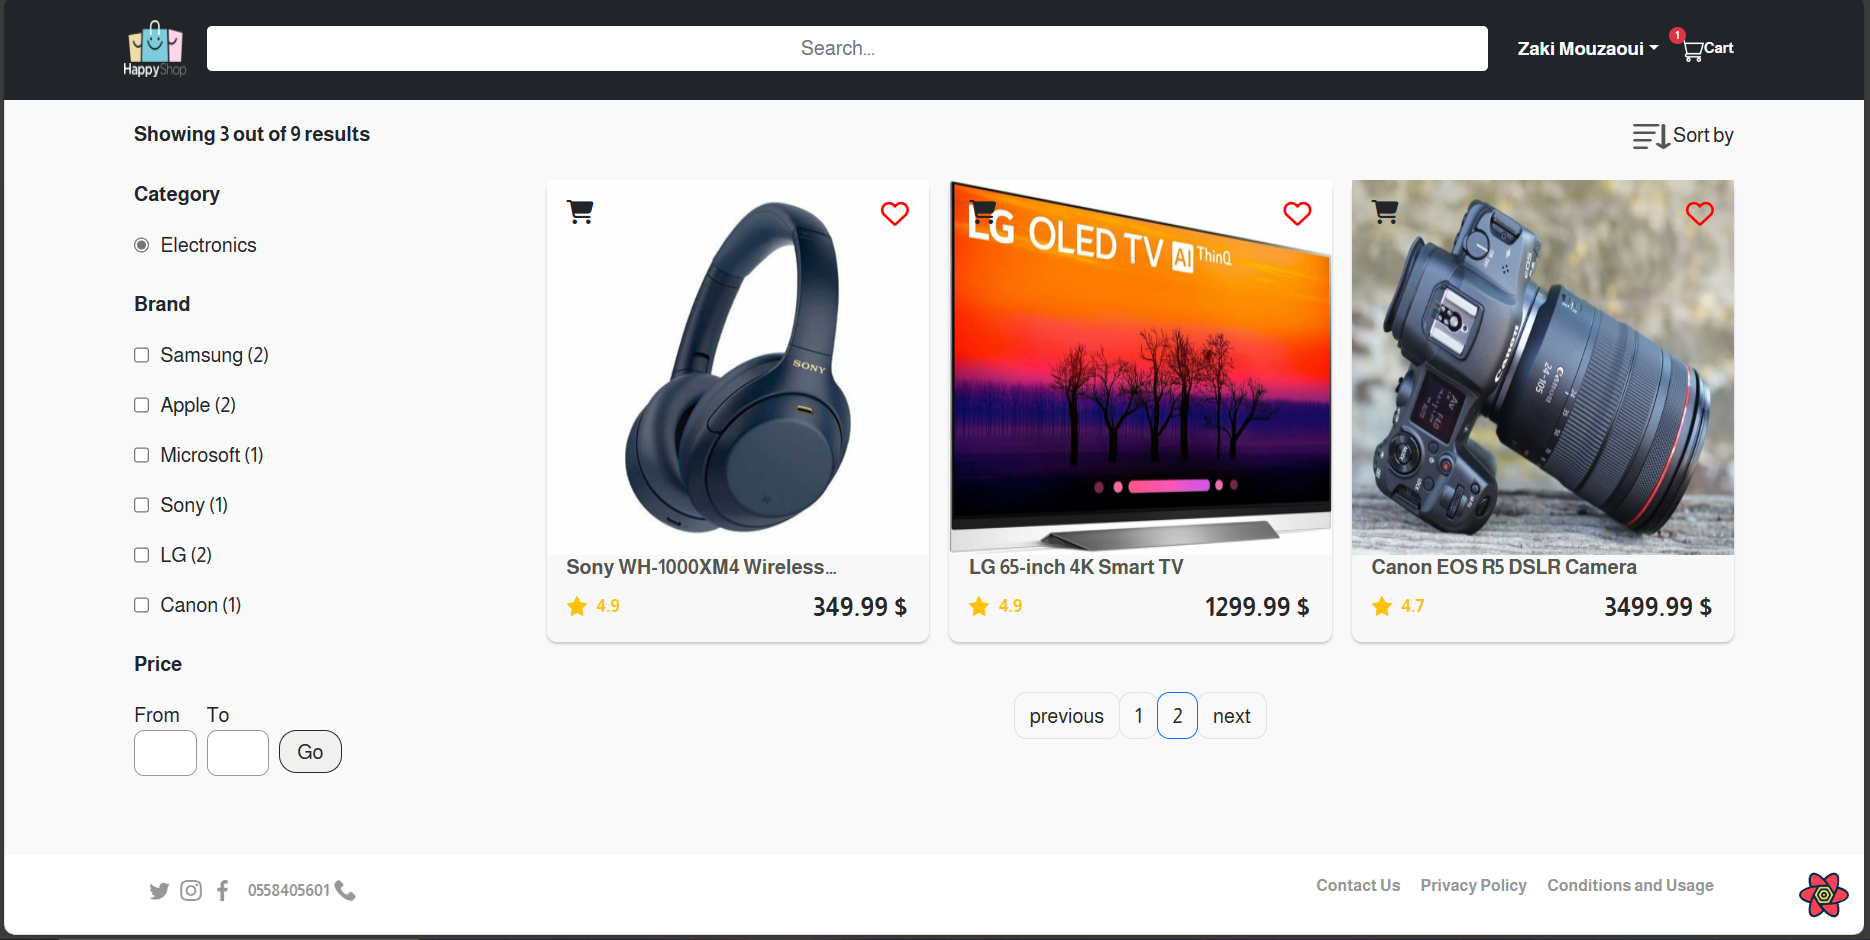 HappyShop
Search...
Zaki Mouzaoui
1
Cart
Showing 3 out of 9 results
Sort by
Category
Electronics
Brand
Samsung (2)
Apple (2)
Microsoft (1)
Sony (1)
LG (2)
Canon (1)
Price
From To
Go
SONY
LG OLED TV AI ThinQ
Canon
Canon
24-105
Sony WH-1000XM4 Wireless...
4.9
349.99 $
LG 65-inch 4K Smart TV
4.9
1299.99 $
Canon EOS R5 DSLR Camera
4.7
3499.99 $
previous 1 2 next
0558405601
Contact Us Privacy Policy Conditions and Usage